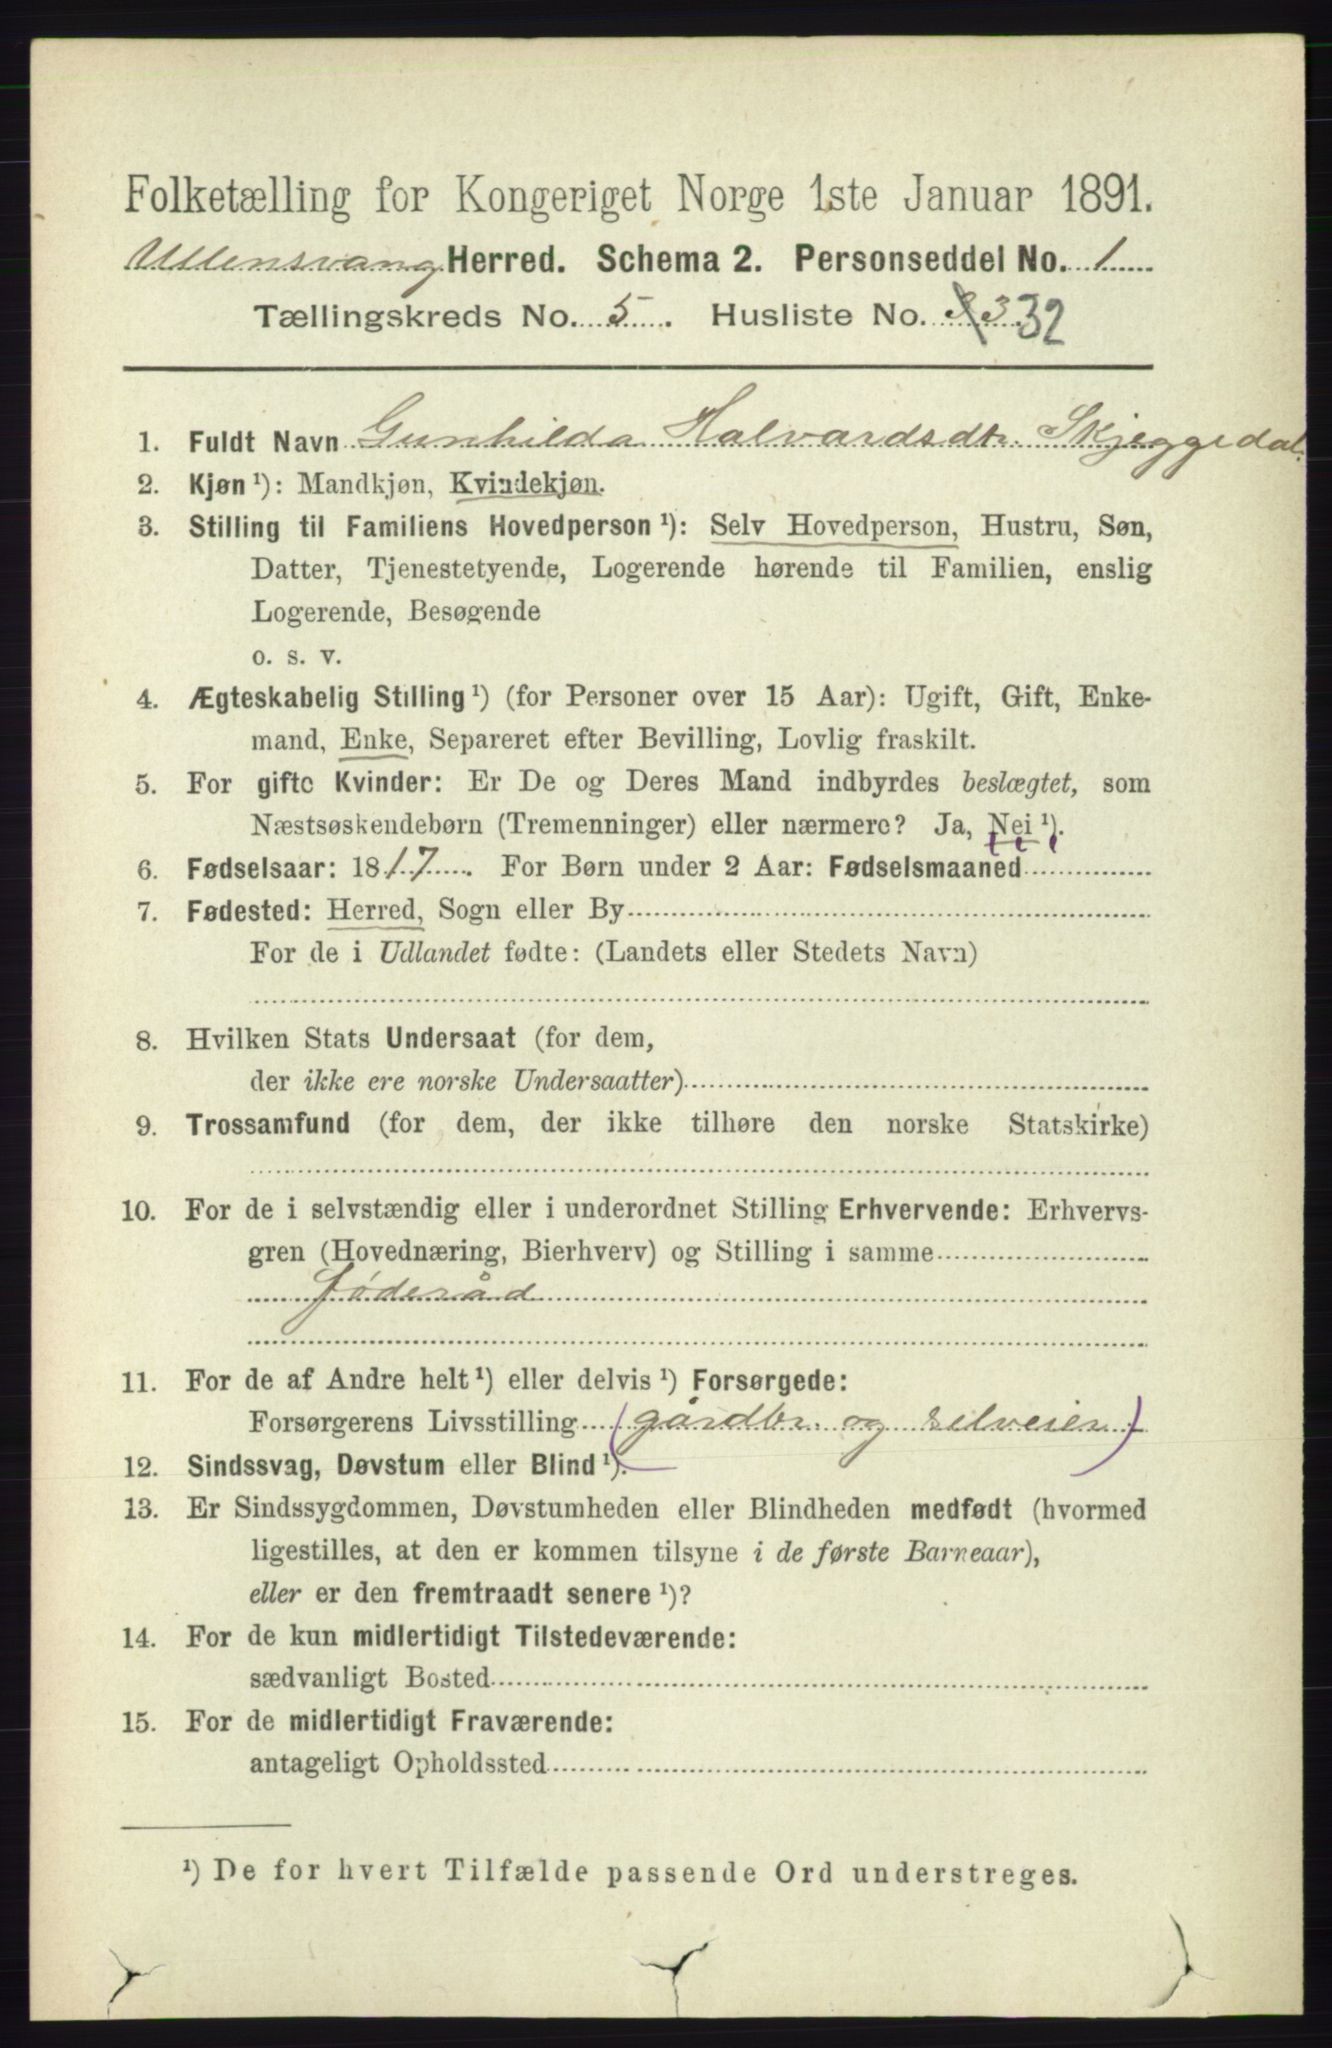 Folketælling for Kongeriget Norge 1ste Januar 1891.
Ullensvang Herred. Schema 2. Personseddel No. 1
Tællingskreds No. 5. Husliste No. 33 32
1. Fuldt Navn Gunhilda Halvardsdtr. Skjeggedal.
2. Kjøn ¹): Mandkjøn, Kvindekjøn.
3. Stilling til Familiens Hovedperson ¹): Selv Hovedperson, Hustru, Søn,
Datter, Tjenestetyende, Logerende hørende til Familien, enslig
Logerende, Besøgende
o. s. v.
4. Ægteskabelig Stilling ¹) (for Personer over 15 Aar): Ugift, Gift, Enke-
mand, Enke, Separeret efter Bevilling, Lovlig fraskilt.
5. For gifte Kvinder: Er De og Deres Mand indbyrdes beslægtet, som
Næstsøskendebørn (Tremenninger) eller nærmere? Ja, Nei ¹).
6. Fødselsaar: 1817. For Børn under 2 Aar: Fødselsmaaned
7. Fødested: Herred, Sogn eller By
For de i Udlandet fødte: (Landets eller Stedets Navn)
8. Hvilken Stats Undersaat (for dem,
der ikke ere norske Undersaatter)
9. Trossamfund (for dem, der ikke tilhøre den norske Statskirke)
10. For de i selvstændig eller i underordnet Stilling Erhvervende: Erhvervs-
gren (Hovednæring, Bierhverv) og Stilling i samme
føderåd
11. For de af Andre helt ¹) eller delvis ¹) Forsørgede:
Forsørgerens Livsstilling (gårdbr. og selveier)
12. Sindssvag, Døvstum eller Blind ¹).
13. Er Sindssygdommen, Døvstumheden eller Blindheden medfødt (hvormed
ligestilles, at den er kommen tilsyne i de første Barneaar),
eller er den fremtraadt senere ¹)?
14. For de kun midlertidigt Tilstedeværende:
sædvanligt Bosted
15. For de midlertidigt Fraværende:
antageligt Opholdssted
¹) De for hvert Tilfælde passende Ord understreges.